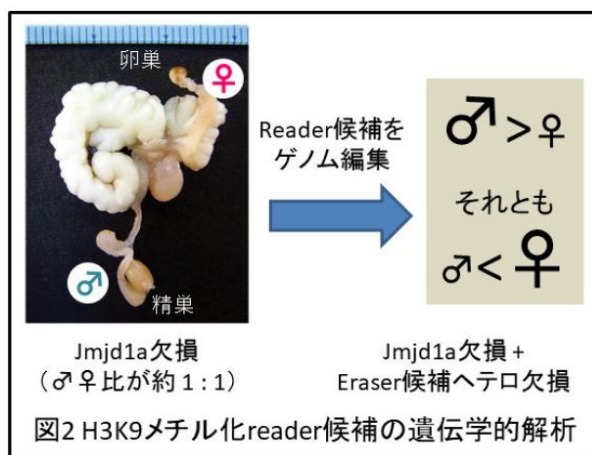 卵巣
♀
♂
精巣
Reader候補を
ゲノム編集
♂>♀
それとも
♂<♀
Jmjd1a欠損
(♂♀比が約1:1)
Jmjd1a欠損 +
Eraser候補ヘテロ欠損
図2 H3K9メチル化reader候補の遺伝学的解析